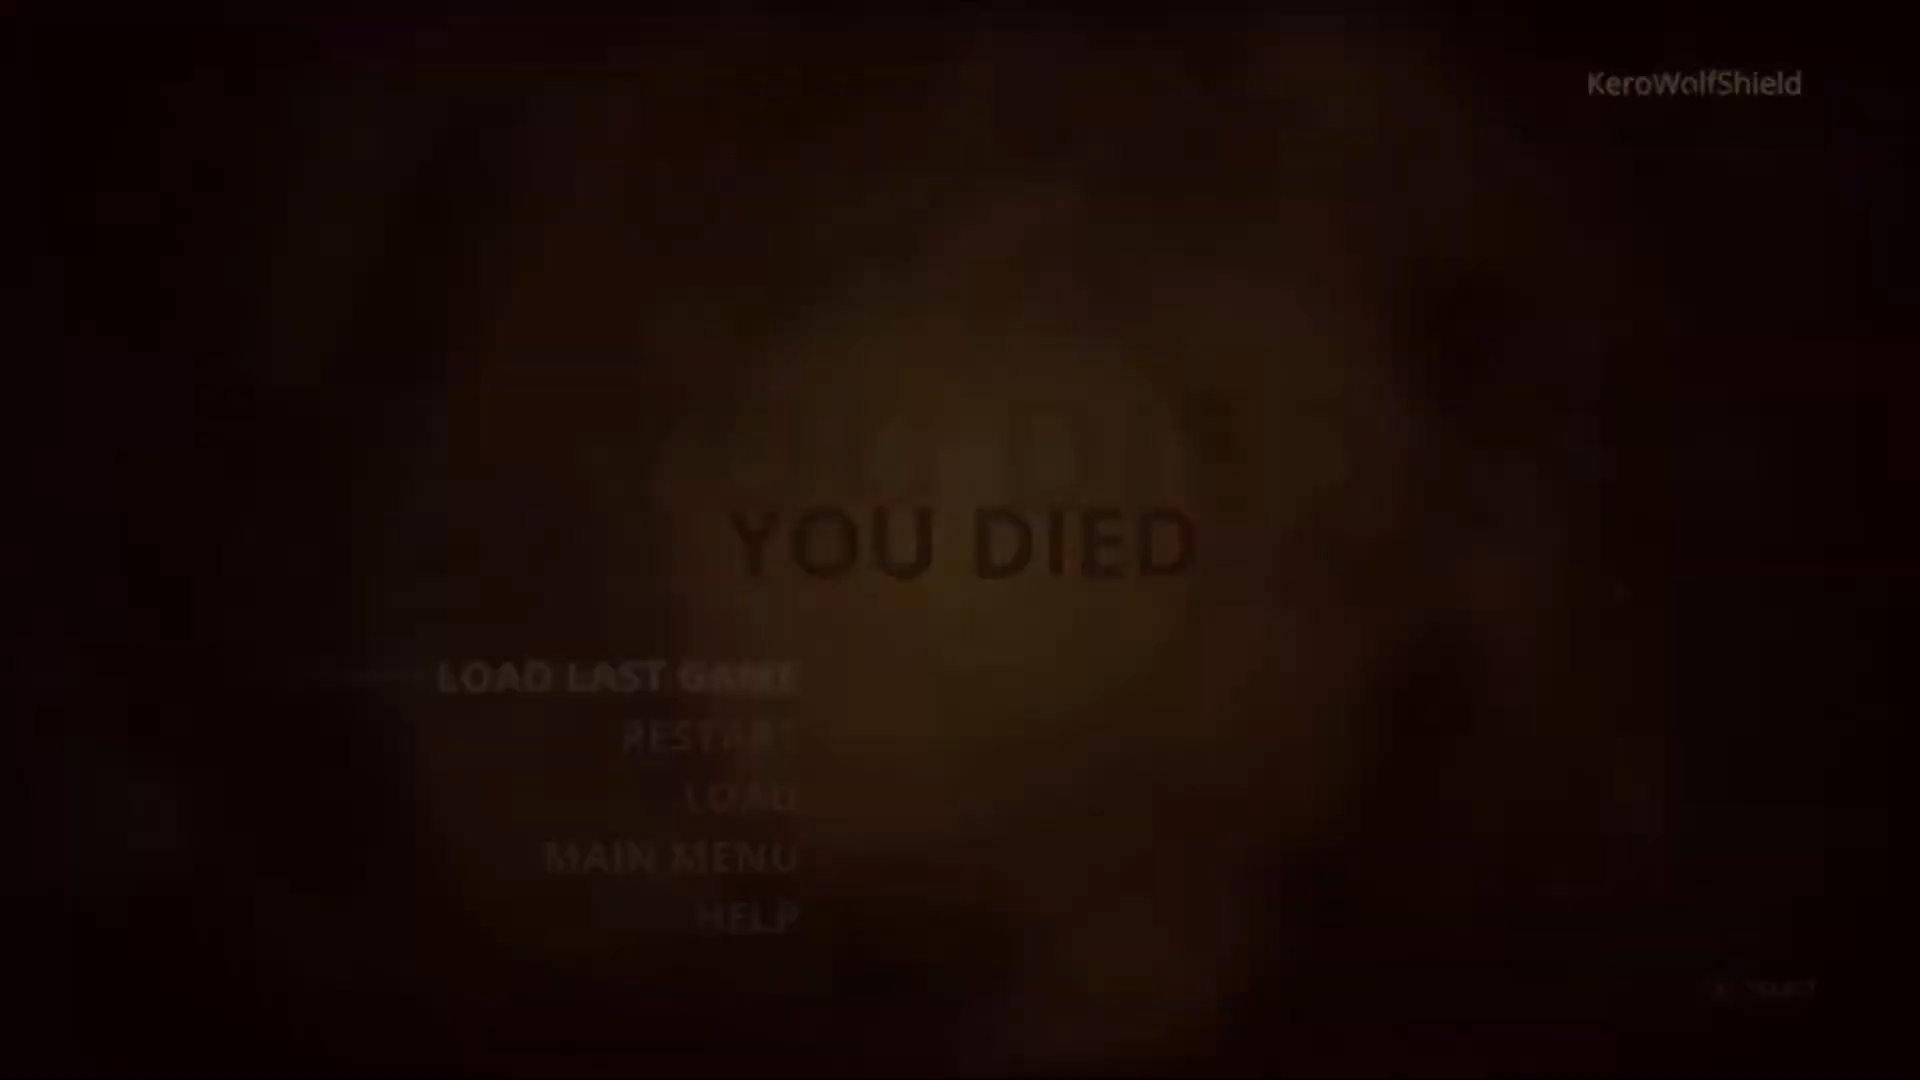 KeroWolfShield
YOU DIED
LOAD LAST GAME
RESTART
LOAD
MAIN MENU
HELP